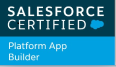 SALESFORCE
CERTIFIED
Platform App
Builder